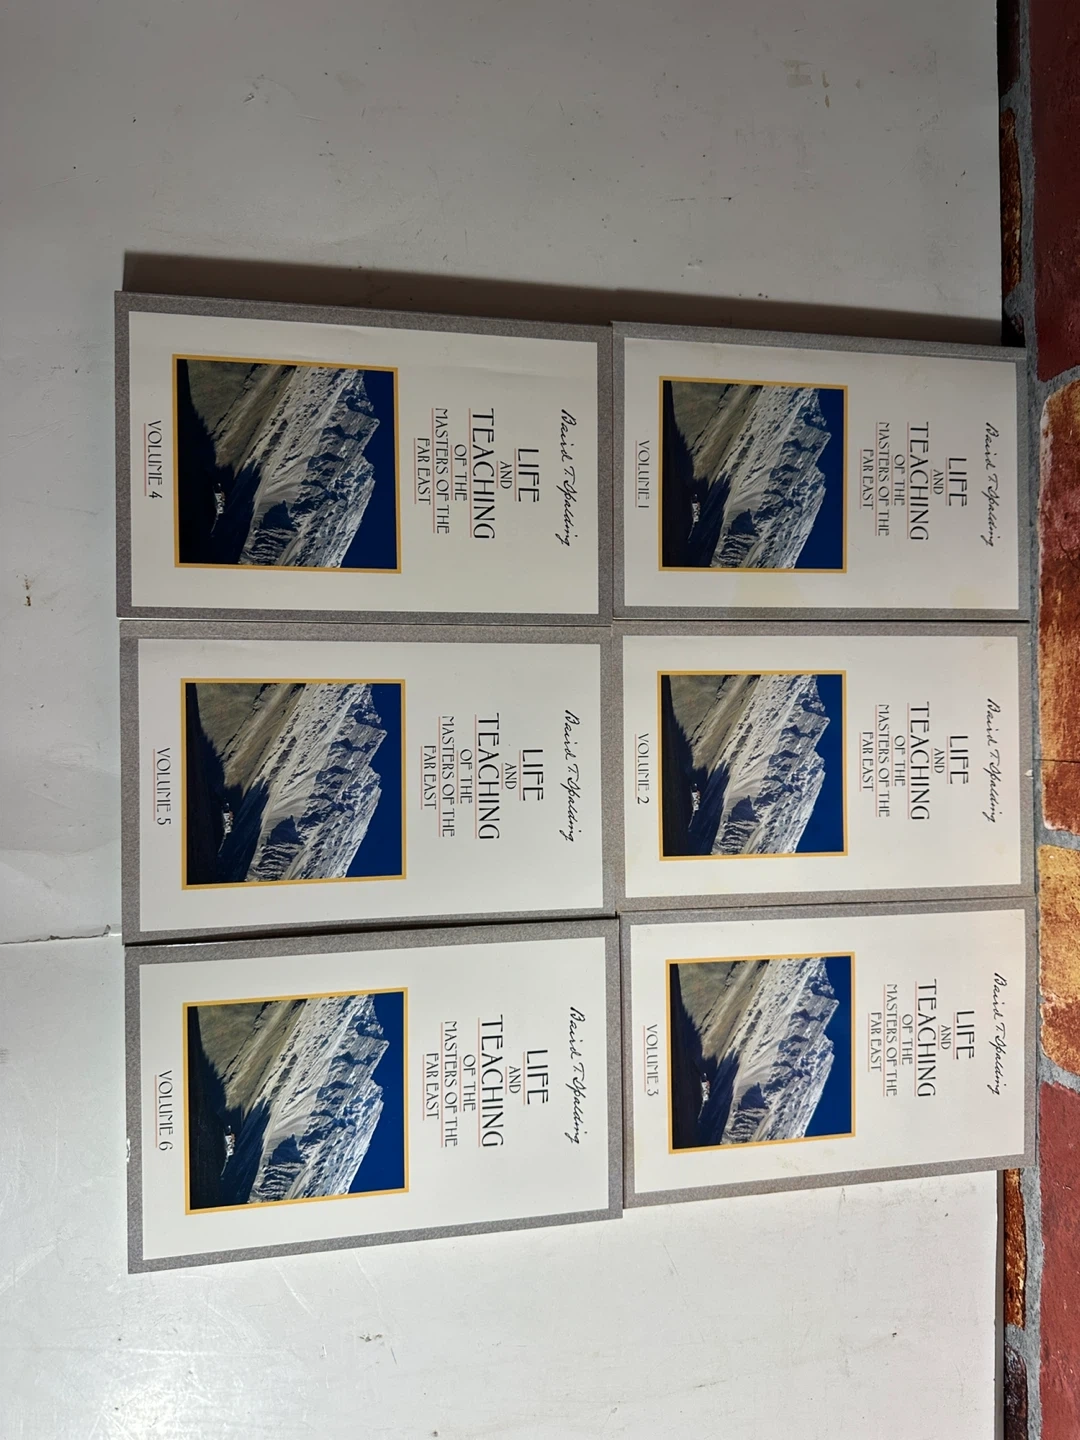 Baird T. Spalding
LIFE
AND
TEACHING
OF THE
MASTERS OF THE
FAR EAST
VOLUME 1
Baird T. Spalding
LIFE
AND
TEACHING
OF THE
MASTERS OF THE
FAR EAST
VOLUME 2
Baird T. Spalding
LIFE
AND
TEACHING
OF THE
MASTERS OF THE
FAR EAST
VOLUME 3
Baird T. Spalding
LIFE
AND
TEACHING
OF THE
MASTERS OF THE
FAR EAST
VOLUME 4
Baird T. Spalding
LIFE
AND
TEACHING
OF THE
MASTERS OF THE
FAR EAST
VOLUME 5
Baird T. Spalding
LIFE
AND
TEACHING
OF THE
MASTERS OF THE
FAR EAST
VOLUME 6